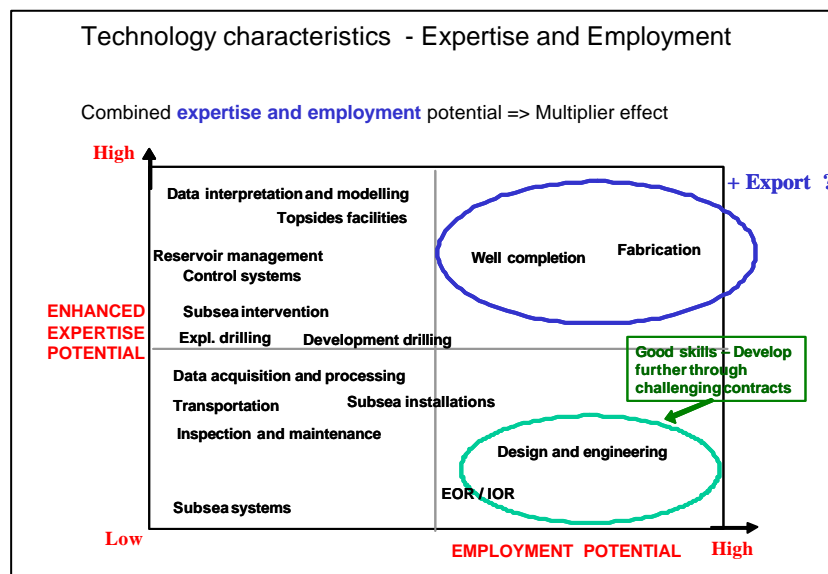 Technology characteristics - Expertise and Employment
Combined expertise and employment potential => Multiplier effect
High
+ Export ?
Data interpretation and modelling
Topsides facilities
Reservoir management
Control systems
Well completion
Fabrication
Subsea intervention
ENHANCED
EXPERTISE
POTENTIAL
Expl. drilling
Development drilling
Good skills – Develop
further through
challenging contracts
Data acquisition and processing
Transportation
Subsea installations
Inspection and maintenance
Design and engineering
EOR / IOR
Subsea systems
Low
EMPLOYMENT POTENTIAL
High